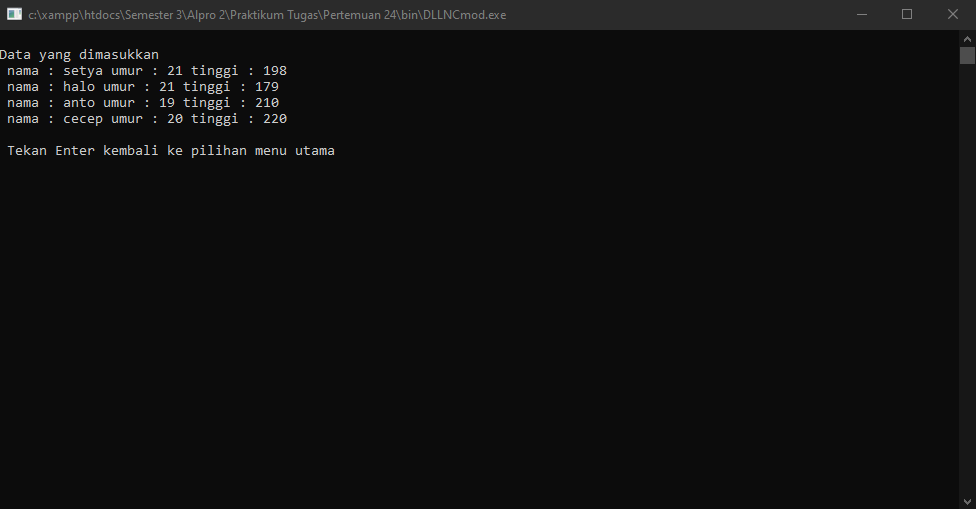 c:\xampp\htdocs\Semester 3\Alpro 2\Praktikum Tugas\Pertemuan 24\bin\DLLNCmod.exe
Data yang dimasukkan
nama : setya umur : 21 tinggi : 198
nama : halo umur : 21 tinggi : 179
nama : anto umur : 19 tinggi : 210
nama : cecep umur : 20 tinggi : 220
Tekan Enter kembali ke pilihan menu utama